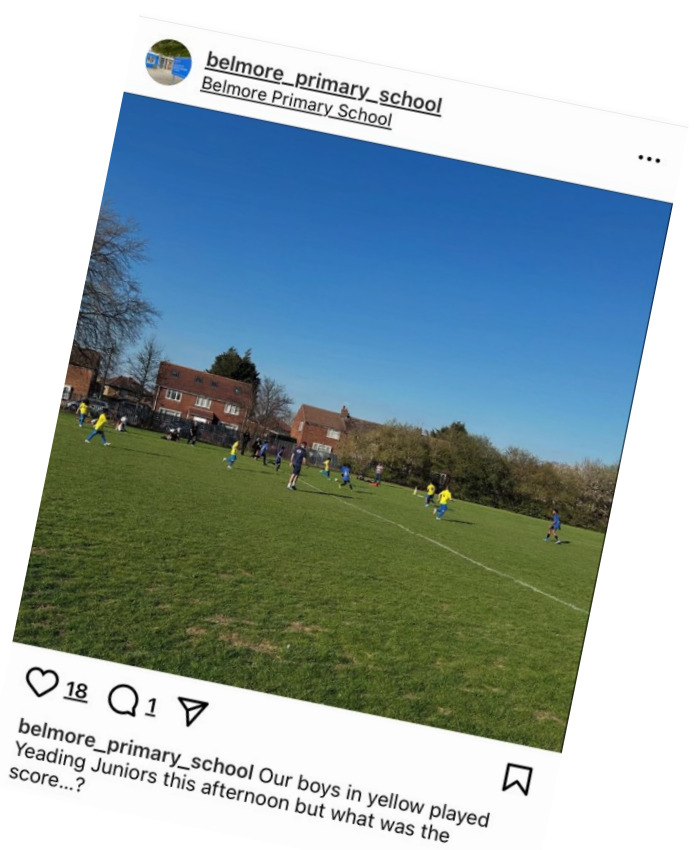 belmore_primary_school
Belmore Primary School
18
1
belmore_primary_school Our boys in yellow played
Yeading Juniors this afternoon but what was the
score...?